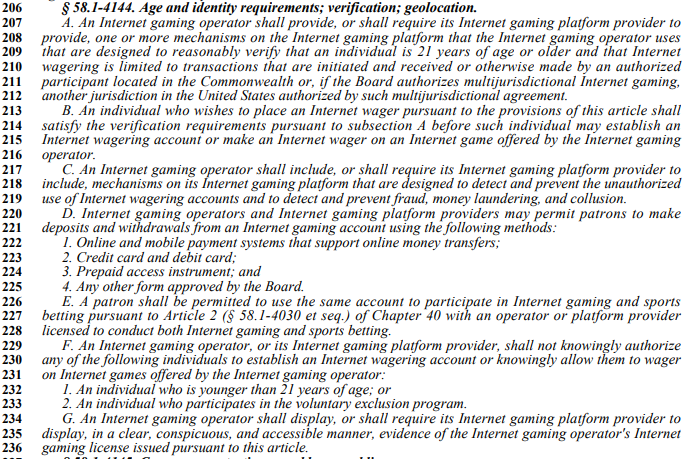 206 § 58.1-4144. Age and identity requirements; verification; geolocation.
207 A. An Internet gaming operator shall provide, or shall require its Internet gaming platform provider to
208 provide, one or more mechanisms on the Internet gaming platform that the Internet gaming operator uses
209 that are designed to reasonably verify that an individual is 21 years of age or older and that Internet
210 wagering is limited to transactions that are initiated and received or otherwise made by an authorized
211 participant located in the Commonwealth or, if the Board authorizes multijurisdictional Internet gaming,
212 another jurisdiction in the United States authorized by such multijurisdictional agreement.
213 B. An individual who wishes to place an Internet wager pursuant to the provisions of this article shall
214 satisfy the verification requirements pursuant to subsection A before such individual may establish an
215 Internet wagering account or make an Internet wager on an Internet game offered by the Internet gaming
216 operator.
217 C. An Internet gaming operator shall include, or shall require its Internet gaming platform provider to
218 include, mechanisms on its Internet gaming platform that are designed to detect and prevent the unauthorized
219 use of Internet wagering accounts and to detect and prevent fraud, money laundering, and collusion.
220 D. Internet gaming operators and Internet gaming platform providers may permit patrons to make
221 deposits and withdrawals from an Internet gaming account using the following methods:
222 1. Online and mobile payment systems that support online money transfers;
223 2. Credit card and debit card;
224 3. Prepaid access instrument; and
225 4. Any other form approved by the Board.
226 E. A patron shall be permitted to use the same account to participate in Internet gaming and sports
227 betting pursuant to Article 2 (§ 58.1-4030 et seq.) of Chapter 40 with an operator or platform provider
228 licensed to conduct both Internet gaming and sports betting.
229 F. An Internet gaming operator, or its Internet gaming platform provider, shall not knowingly authorize
230 any of the following individuals to establish an Internet wagering account or knowingly allow them to wager
231 on Internet games offered by the Internet gaming operator:
232 1. An individual who is younger than 21 years of age; or
233 2. An individual who participates in the voluntary exclusion program.
234 G. An Internet gaming operator shall display, or shall require its Internet gaming platform provider to
235 display, in a clear, conspicuous, and accessible manner, evidence of the Internet gaming operator's Internet
236 gaming license issued pursuant to this article.